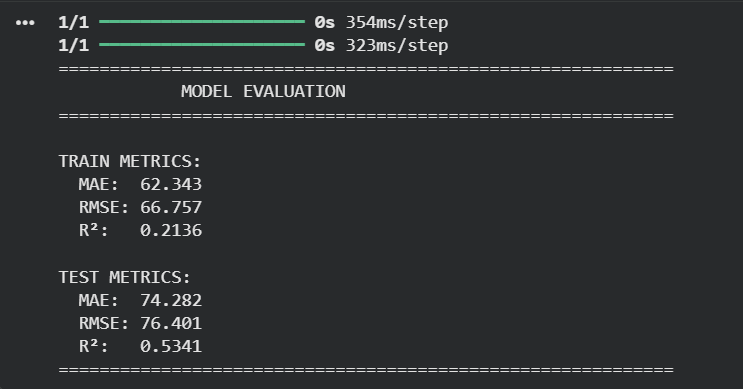 ••• 1/1 ━━━━━━━━━━━━━━━━━━━━ 0s 354ms/step
1/1 ━━━━━━━━━━━━━━━━━━━━ 0s 323ms/step
============================================================
MODEL EVALUATION
============================================================
TRAIN METRICS:
MAE: 62.343
RMSE: 66.757
R²: 0.2136
TEST METRICS:
MAE: 74.282
RMSE: 76.401
R²: 0.5341
============================================================